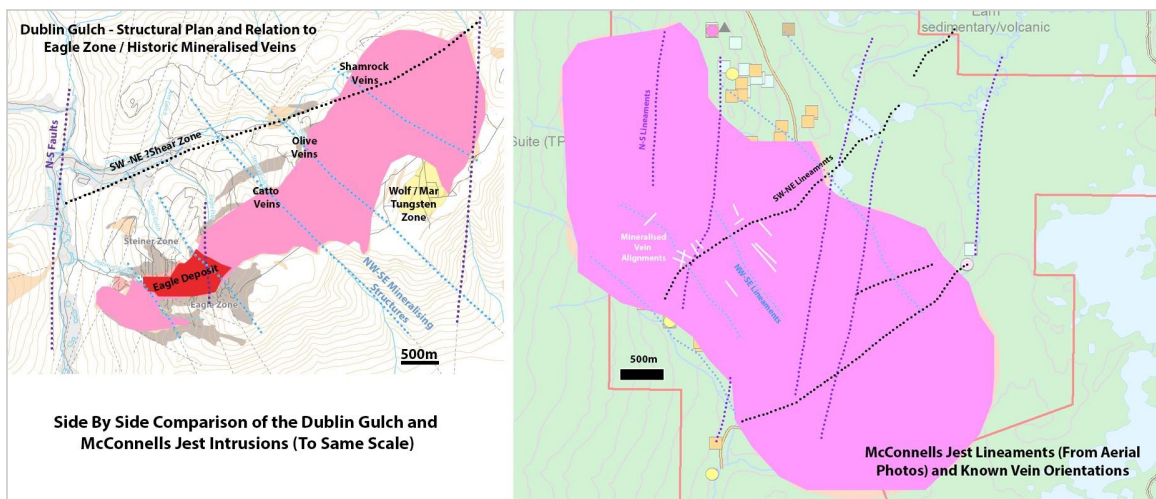 Dublin Gulch - Structural Plan and Relation to
Eagle Zone / Historic Mineralised Veins
Shamrock
Veins
N-S Faults
SW -NE ?Shear Zone
Olive
Veins
Catto
Veins
Wolf / Mar
Tungsten
Zone
Steiner Zone
Eagle Deposit
Eagle Zone
NW-SE Mineralising
Structures
500m
Side By Side Comparison of the Dublin Gulch and
McConnells Jest Intrusions (To Same Scale)
Earn
sedimentary/volcanic
Suite (TP
N-S Lineaments
SW-NE Lineaments
Mineralised
Vein
Alignments
NW-SE Lineaments
500m
McConnells Jest Lineaments (From Aerial
Photos) and Known Vein Orientations